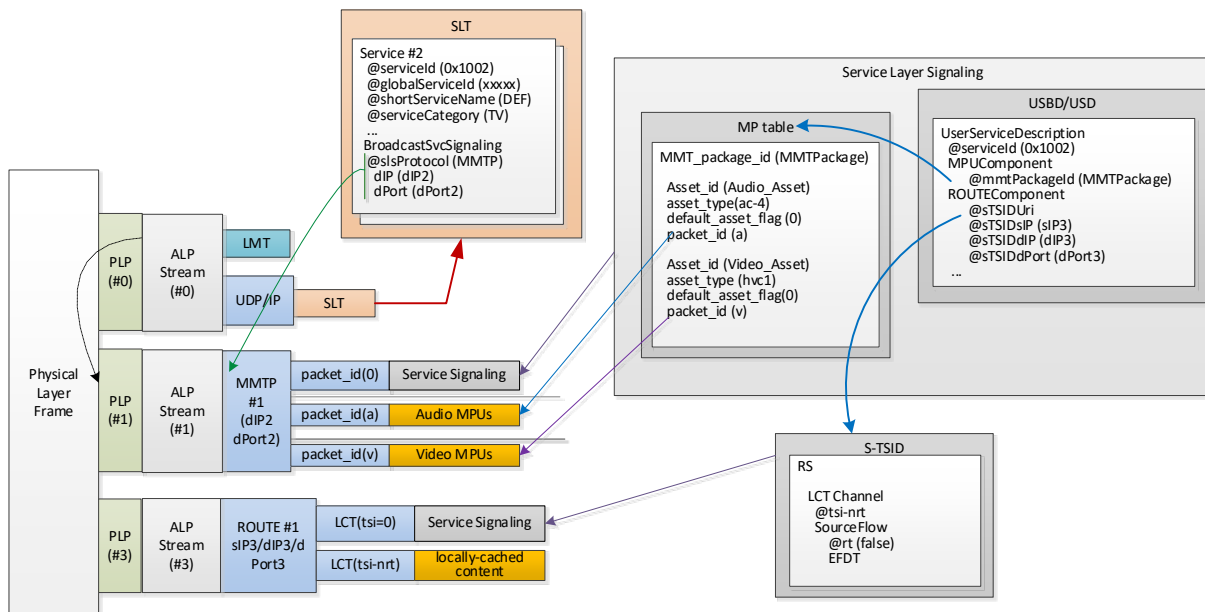 SLT
Service #2
@serviceId (0x1002)
@globalServiceId (xxxxx)
@shortServiceName (DEF)
@serviceCategory (TV)
...
BroadcastSvcSignaling
@slsProtocol (MMTP)
dIP (dIP2)
dPort (dPort2)
Service Layer Signaling
MP table
MMT_package_id (MMTPackage)
Asset_id (Audio_Asset)
asset_type(ac-4)
default_asset_flag (0)
packet_id (a)
Asset_id (Video_Asset)
asset_type (hvc1)
default_asset_flag(0)
packet_id (v)
USBD/USD
UserServiceDescription
@serviceId (0x1002)
MPUComponent
@mmtPackageId (MMTPackage)
ROUTEComponent
@sTSIDUri
@sTSIDsIP (sIP3)
@sTSIDdIP (dIP3)
@sTSIDdPort (dPort3)
...
Physical
Layer
Frame
PLP
(#0)
ALP
Stream
(#0)
LMT
UDP/IP
SLT
PLP
(#1)
ALP
Stream
(#1)
MMTP
#1
(dIP2
dPort2)
packet_id(0)
Service Signaling
packet_id(a)
Audio MPUs
packet_id(v)
Video MPUs
PLP
(#3)
ALP
Stream
(#3)
ROUTE #1
sIP3/dIP3/d
Port3
LCT(tsi=0)
Service Signaling
LCT(tsi-nrt)
locally-cached
content
S-TSID
RS
LCT Channel
@tsi-nrt
SourceFlow
@rt (false)
EFDT